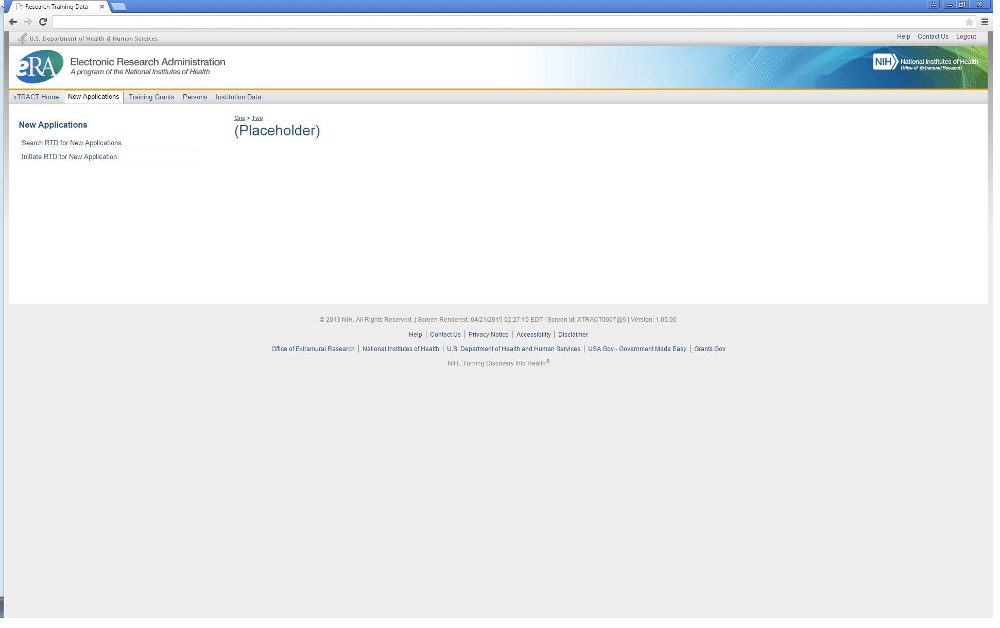 Research Training Data
U.S. Department of Health & Human Services
Help Contact Us Logout
eRA
Electronic Research Administration
A program of the National Institutes of Health
NIH National Institutes of Health
Office of Extramural Research
xTRACT Home New Applications Training Grants Persons Institution Data
New Applications
Search RTD for New Applications
Initiate RTD for New Application
One > Two
(Placeholder)
© 2013 NIH. All Rights Reserved. | Screen Rendered: 04/21/2015 02:27:10 EDT | Screen Id: XTRACT0007@5 | Version: 1.00.00
Help | Contact Us | Privacy Notice | Accessibility | Disclaimer
Office of Extramural Research | National Institutes of Health | U.S. Department of Health and Human Services | USA.Gov - Government Made Easy | Grants.Gov
NIH...Turning Discovery Into Health®